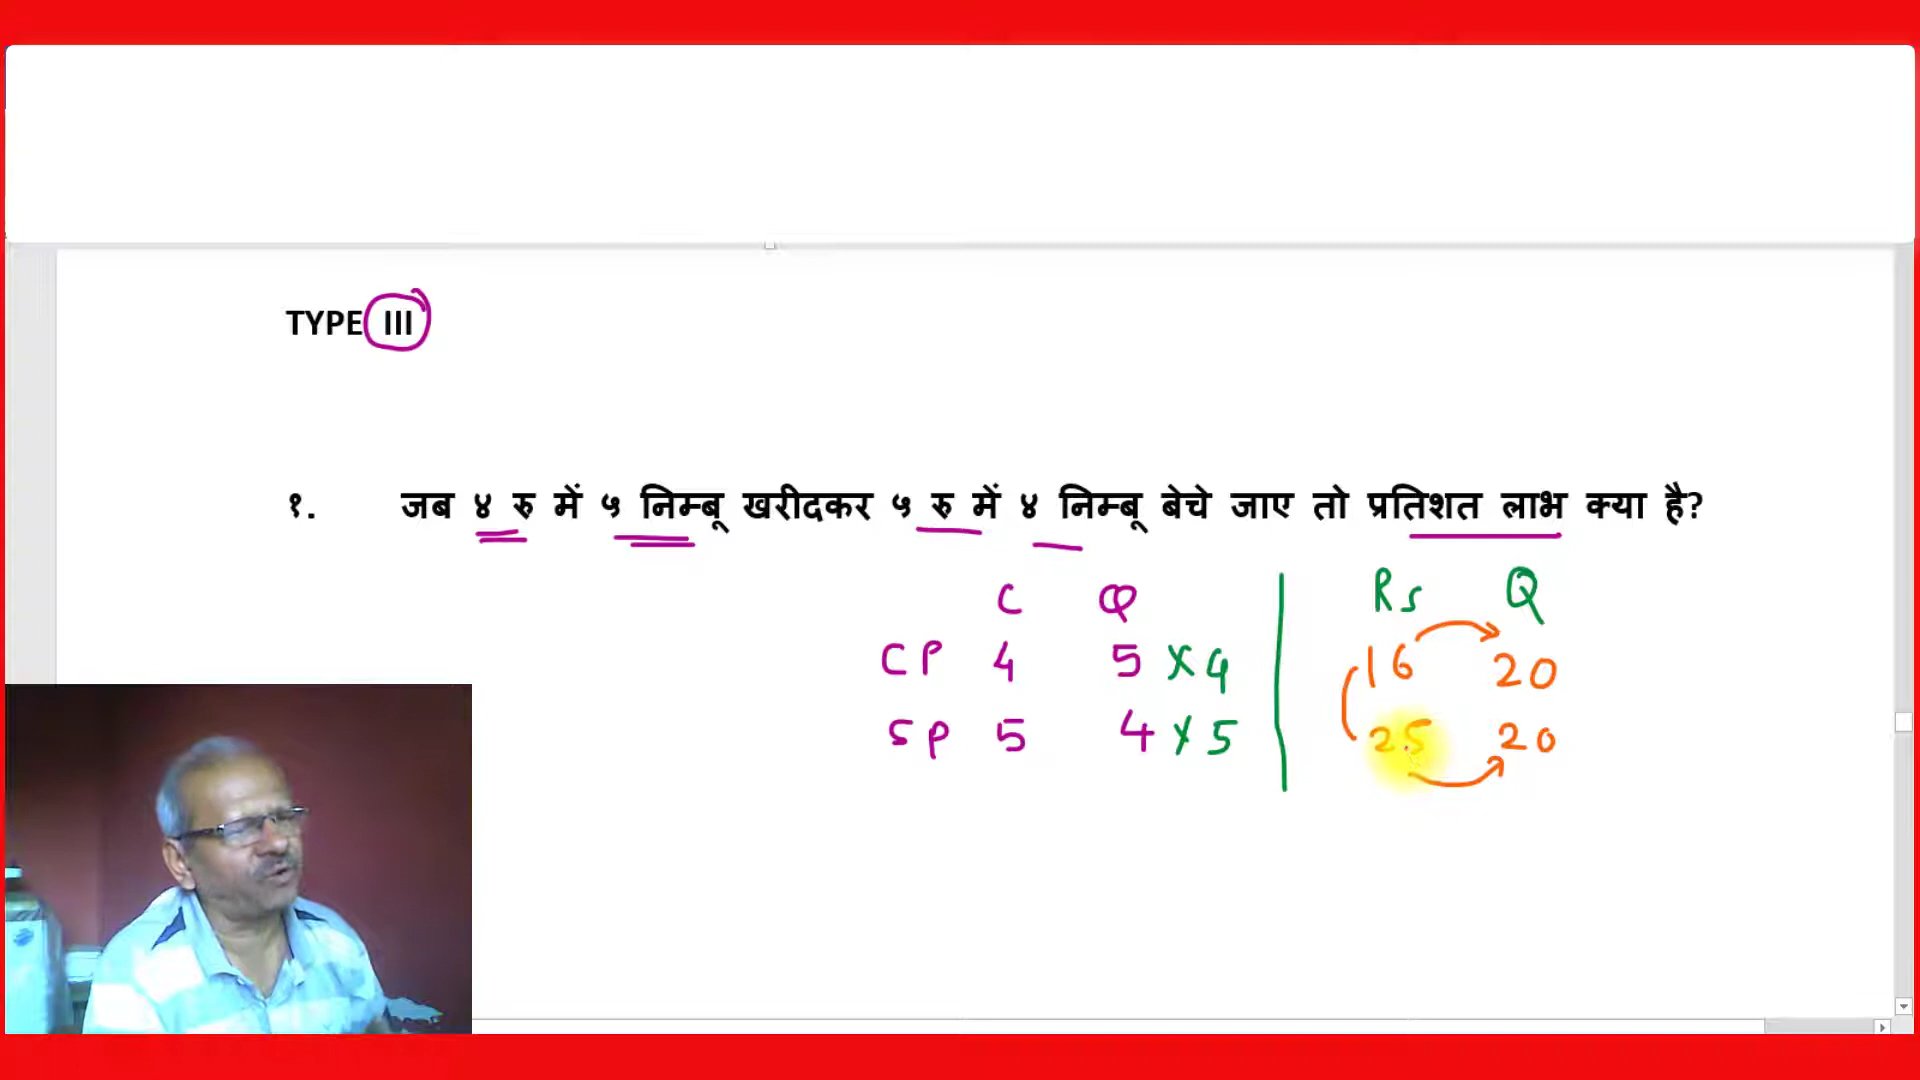 TYPE III
१. जब ४ रु में ५ निम्बू खरीदकर ५ रु में ४ निम्बू बेचे जाए तो प्रतिशत लाभ क्या है?
C Q Rs Q
CP 4 5 X 4 16 20
SP 5 4 X 5 25 20